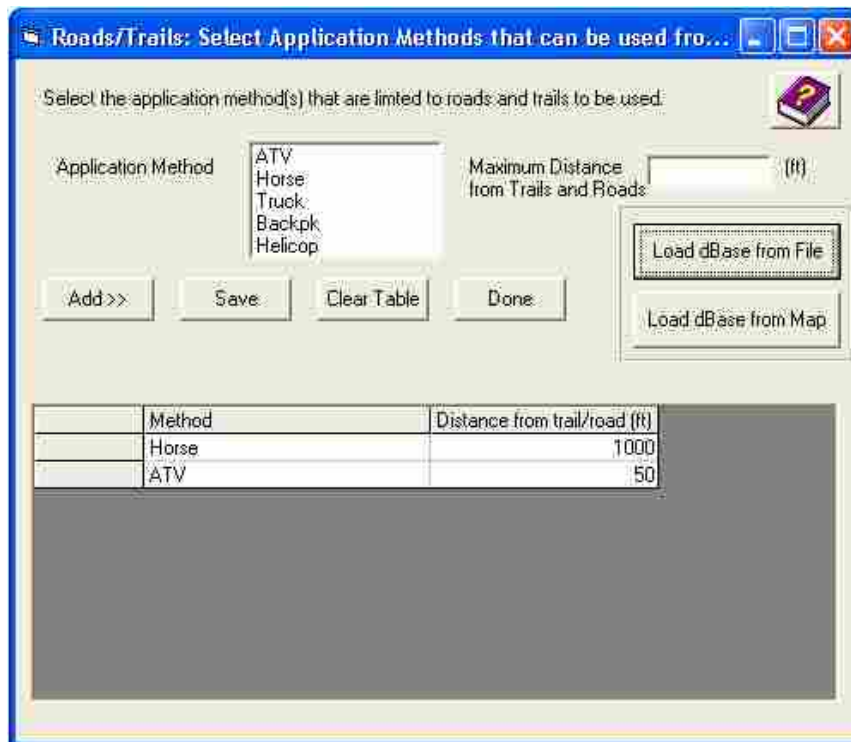 Roads/Trails: Select Application Methods that can be used fro...
Select the application method(s) that are limted to roads and trails to be used.
Application Method
ATV
Horse
Truck
Backpk
Helicop
Maximum Distance
from Trails and Roads
(ft)
Load dBase from File
Load dBase from Map
Add >>
Save
Clear Table
Done
Method Distance from trail/road (ft)
Horse 1000
ATV 50